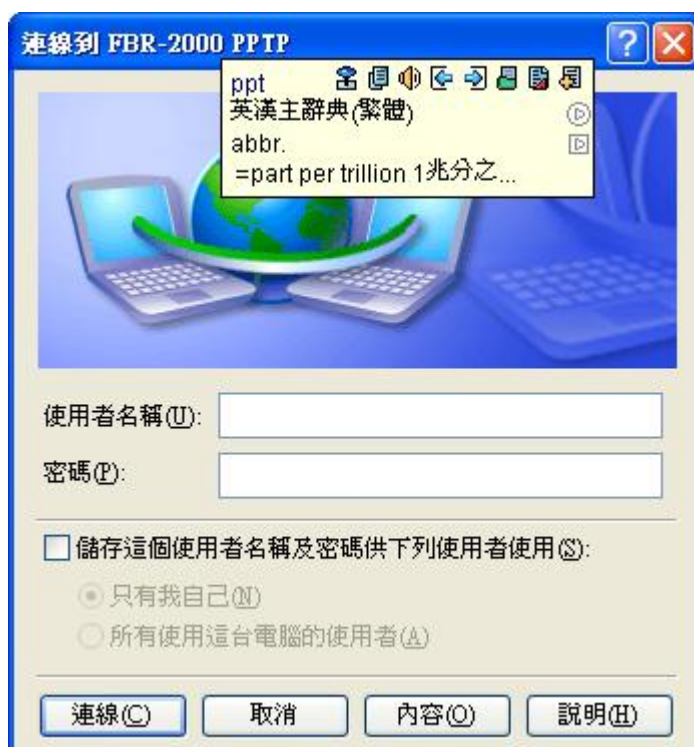 連線到 FBR-2000 PPTP
ppt
英漢主辭典(繁體)
abbr.
=part per trillion 1兆分之...
使用者名稱(U):
密碼(P):
儲存這個使用者名稱及密碼供下列使用者使用(S):
只有我自己(N)
所有使用這台電腦的使用者(A)
連線(C) 取消 內容(O) 說明(H)